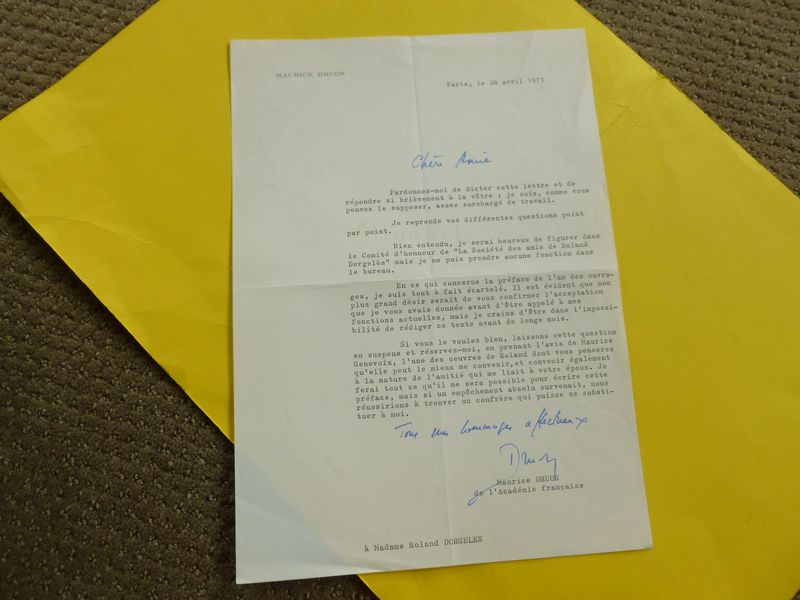 MAURICE DRUON
Paris, le 26 avril 1973
Chère Amie
Pardonnez-moi de dicter cette lettre et de
répondre si brièvement à la vôtre ; je suis, comme vous
pouvez le supposer, assez surchargé de travail.
Je reprends vos différentes questions point
par point.
Bien entendu, je serai heureux de figurer dans
le Comité d'honneur de "La Société des amis de Roland
Dorgelès" mais je ne puis prendre aucune fonction dans
le bureau.
En ce qui concerne la préface de l'un des ouvra-
ges, je suis tout à fait écartelé. Il est évident que mon
plus grand désir serait de vous confirmer l'acceptation
que je vous avais donnée avant d'être appelé à mes
fonctions actuelles, mais je crains d'être dans l'impossi-
bilité de rédiger ce texte avant de longs mois.
Si vous le voulez bien, laissons cette question
en suspens et réservez-moi, en prenant l'avis de Maurice
Genevoix, l'une des oeuvres de Roland dont vous penserez
qu'elle peut le mieux me convenir, et convenir également
à la nature de l'amitié qui me liait à votre époux. Je
ferai tout ce qu'il me sera possible pour écrire cette
préface, mais si un empêchement absolu survenait, nous
réussirions à trouver un confrère qui puisse se substi-
tuer à moi.
Tous mes hommages affectueux
Druon
Maurice DRUON
de l'Académie française
à Madame Roland DORGELES